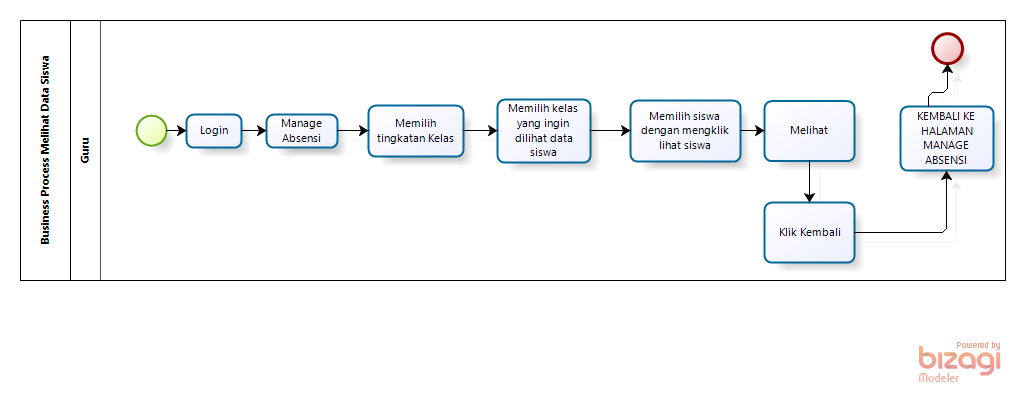 Business Process Melihat Data Siswa
Guru
Login
Manage
Absensi
Memilih
tingkatan Kelas
Memilih kelas
yang ingin
dilihat data
siswa
Memilih siswa
dengan mengklik
lihat siswa
Melihat
Klik Kembali
KEMBALI KE
HALAMAN
MANAGE
ABSENSI
Powered by
bizagi
Modeler